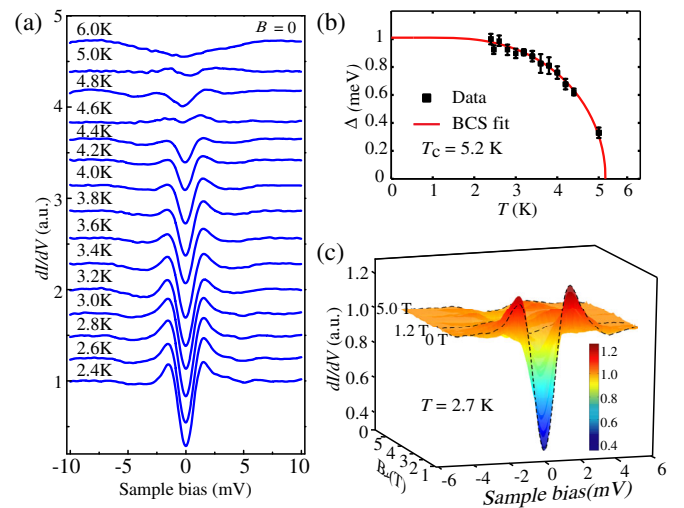 (a)
B = 0
6.0K
5.0K
4.8K
4.6K
4.4K
4.2K
4.0K
3.8K
3.6K
3.4K
3.2K
3.0K
2.8K
2.6K
2.4K
5
4
3
2
1
dI/dV (a.u.)
-10 -5 0 5 10
Sample bias (mV)
(b)
1.2
1
0.8
0.6
0.4
0.2
0
Δ (meV)
Data
BCS fit
Tc = 5.2 K
0 1 2 3 4 5 6
T (K)
(c)
1.2
1.0
0.8
0.6
0.4
0
dI/dV (a.u.)
5.0 T
1.2 T
0 T
T = 2.7 K
1.2
1.0
0.8
0.6
0.4
5 4 3 2 1
-6 -4 -2 0 2 4 6
Sample bias(mV)